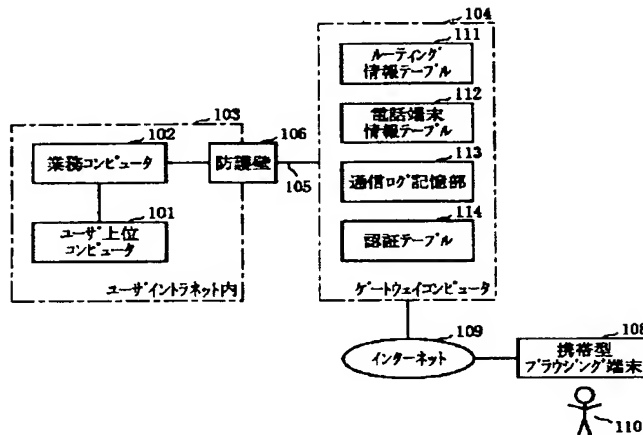 104
111
ルーティング
情報テーブル
112
電話端末
情報テーブル
113
通信ログ記憶部
114
認証テーブル
ゲートウェイコンピュータ
103
102
業務コンピュータ
106
防護壁
105
101
ユーザ上位
コンピュータ
ユーザイントラネット内
109
インターネット
108
携帯型
ブラウジング端末
110